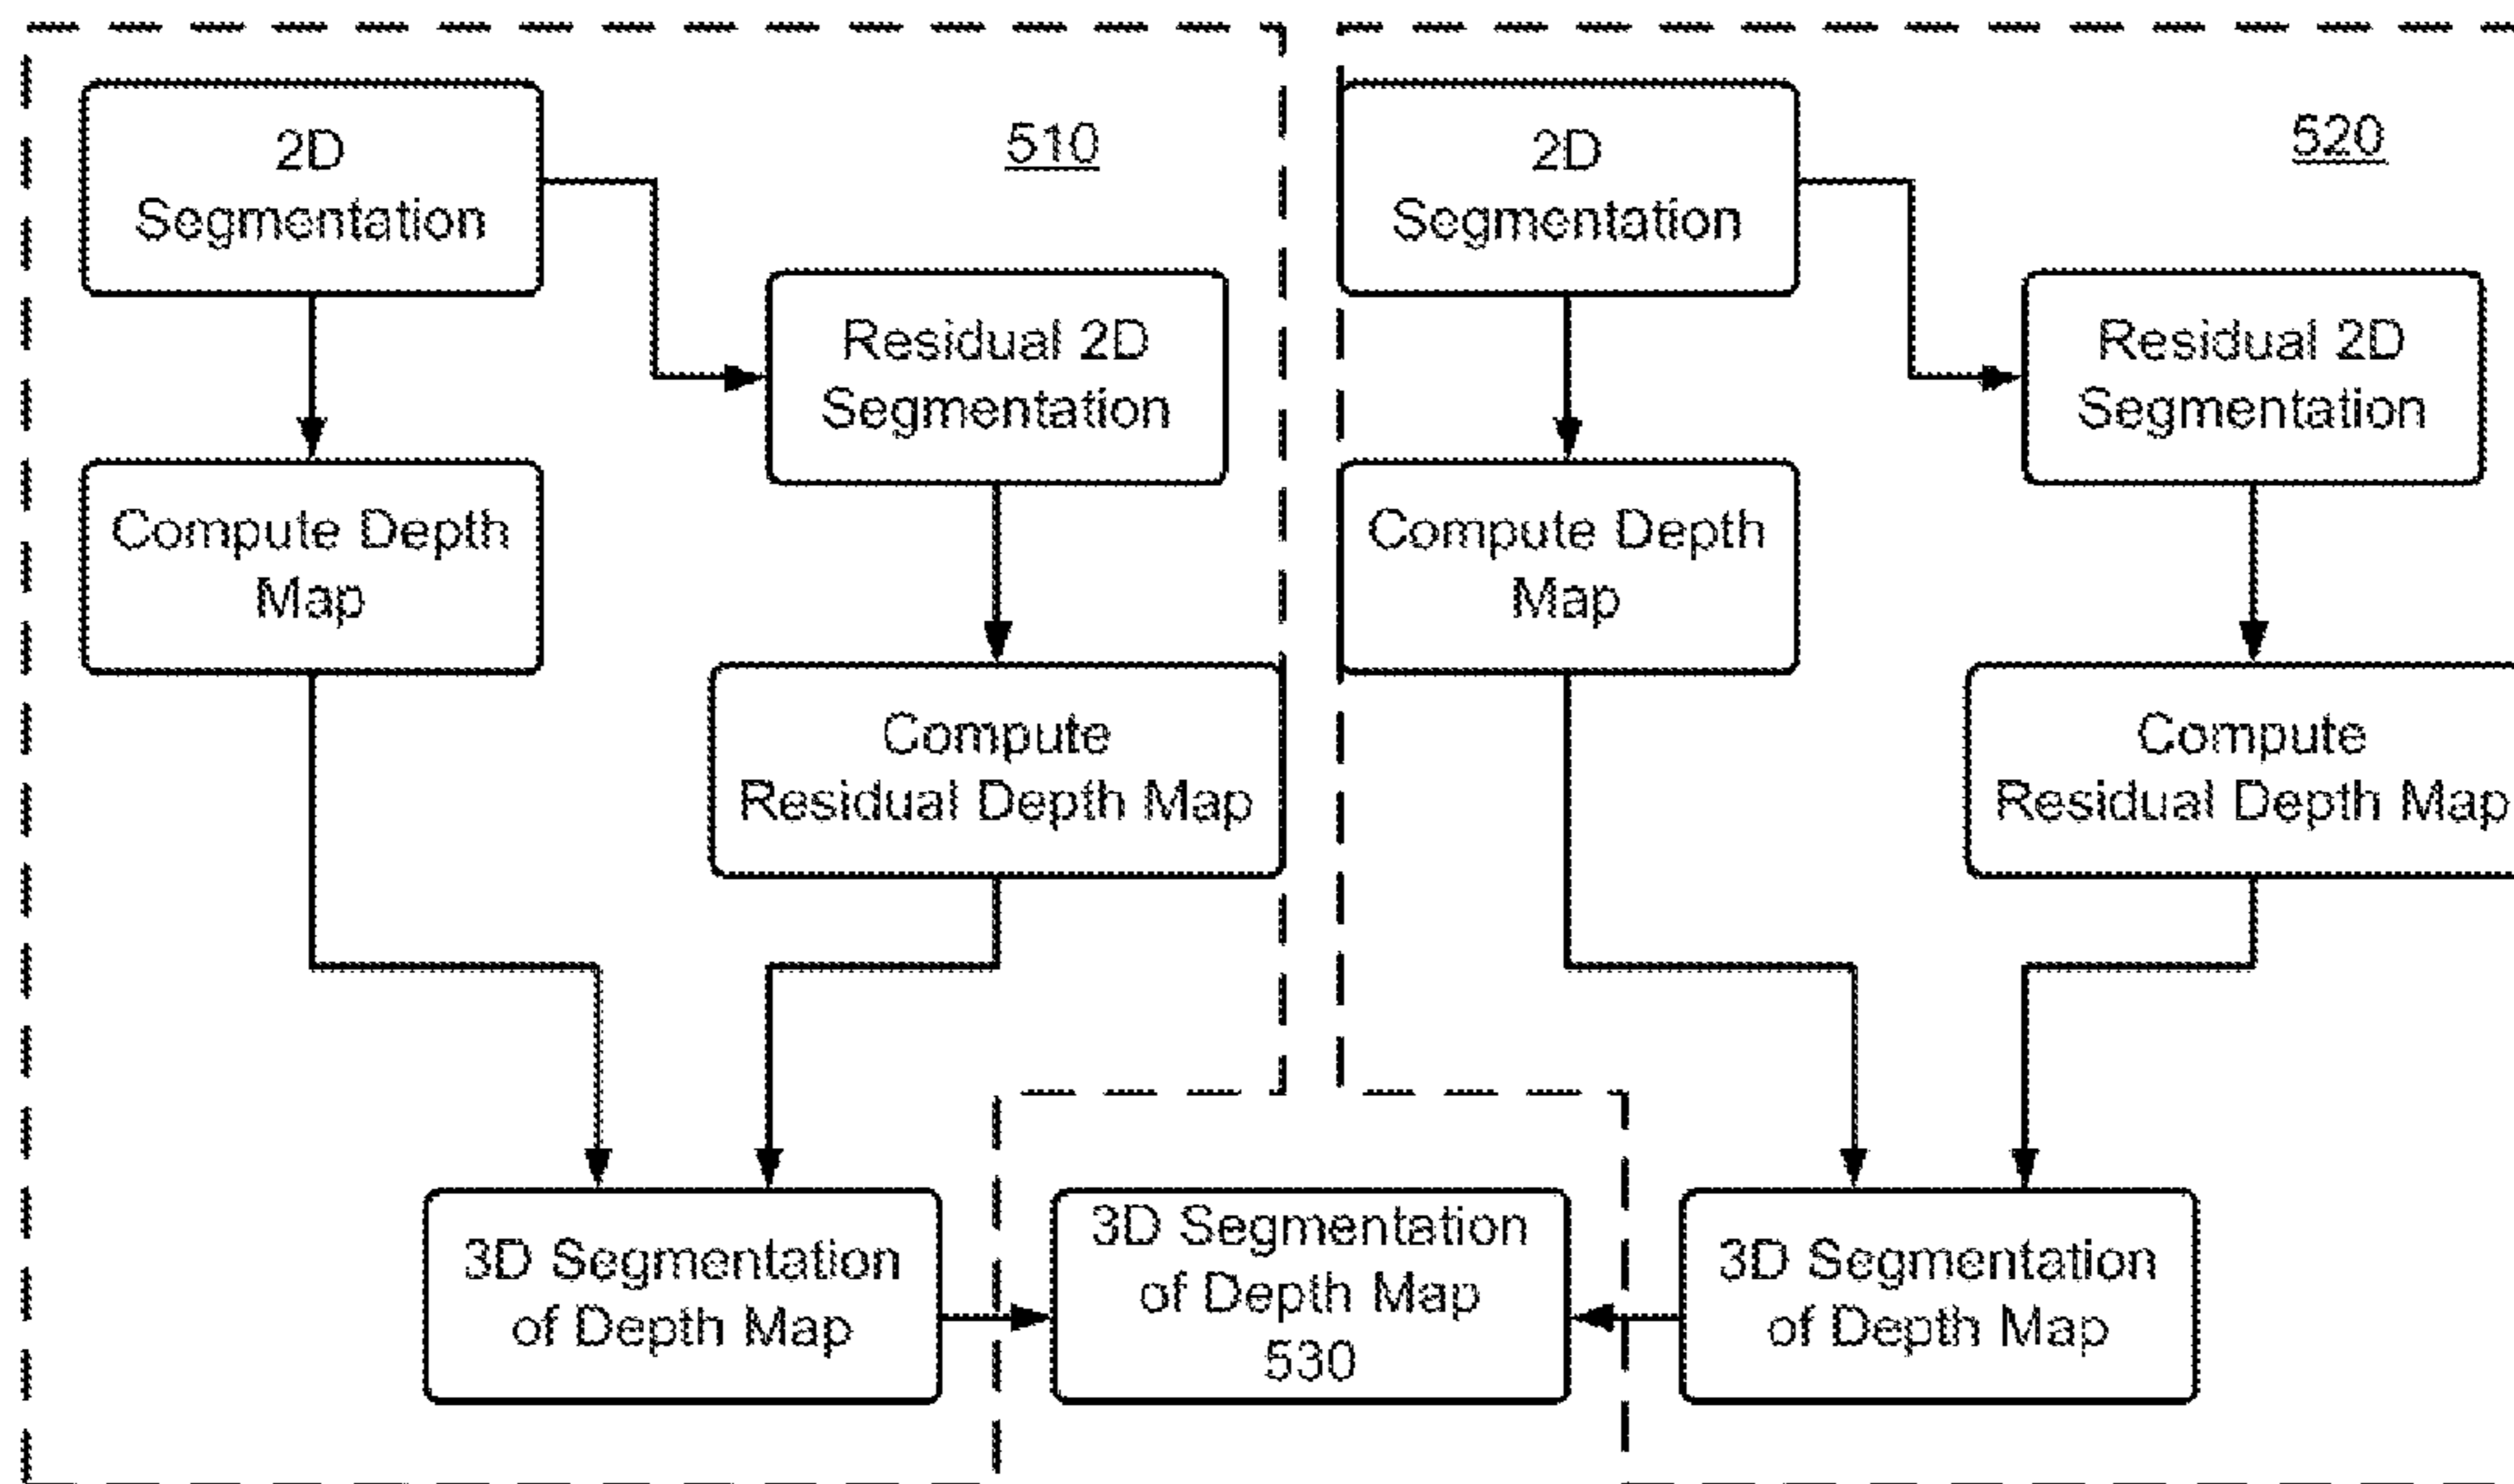 510
2D
Segmentation
Residual 2D
Segmentation
Compute Depth
Map
Compute
Residual Depth Map
3D Segmentation
of Depth Map
520
2D
Segmentation
Residual 2D
Segmentation
Compute Depth
Map
Compute
Residual Depth Map
3D Segmentation
of Depth Map
3D Segmentation
of Depth Map
530